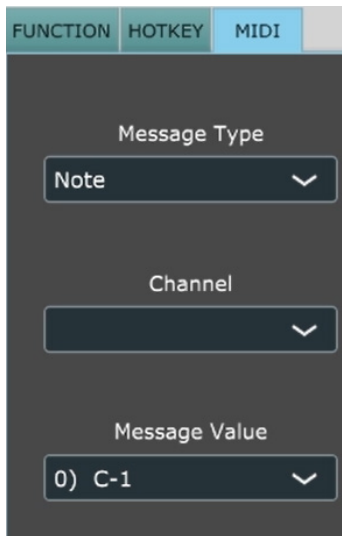 FUNCTION HOTKEY MIDI
Message Type
Note
Channel
Message Value
0) C-1